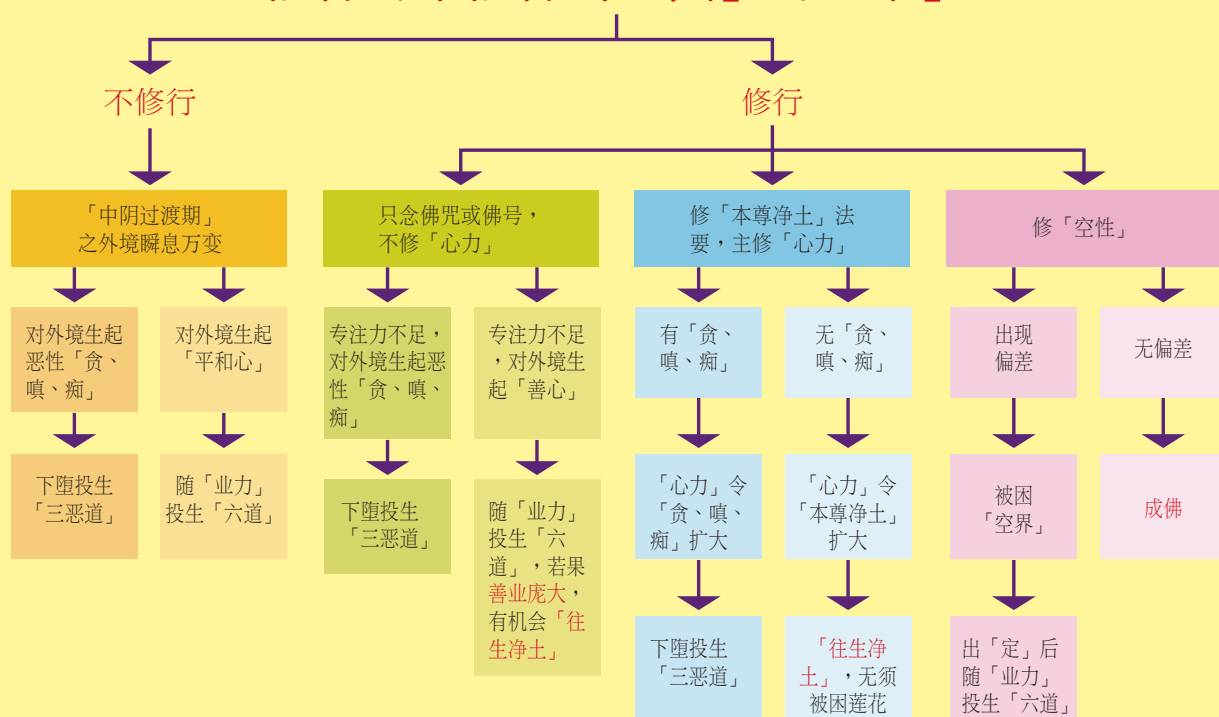 不修行
修行
「中阴过渡期」
之外境瞬息万变
只念佛咒或佛号，
不修「心力」
修「本尊净土」法
要，主修「心力」
修「空性」
对外境生起
恶性「贪、
嗔、痴」
对外境生起
「平和心」
专注力不足，
对外境生起恶
性「贪、嗔、
痴」
专注力不足
，对外境生
起「善心」
有「贪、
嗔、痴」
无「贪、
嗔、痴」
出现
偏差
无偏差
下堕投生
「三恶道」
随「业力」
投生「六道」
下堕投生
「三恶道」
随「业力」
投生「六
道」，若果
善业庞大，
有机会「往
生净土」
「心力」令
「贪、嗔、
痴」扩大
「心力」令
「本尊净土」
扩大
被困
「空界」
成佛
下堕投生
「三恶道」
「往生净
土」，无须
被困莲花
出「定」后
随「业力」
投生「六道」